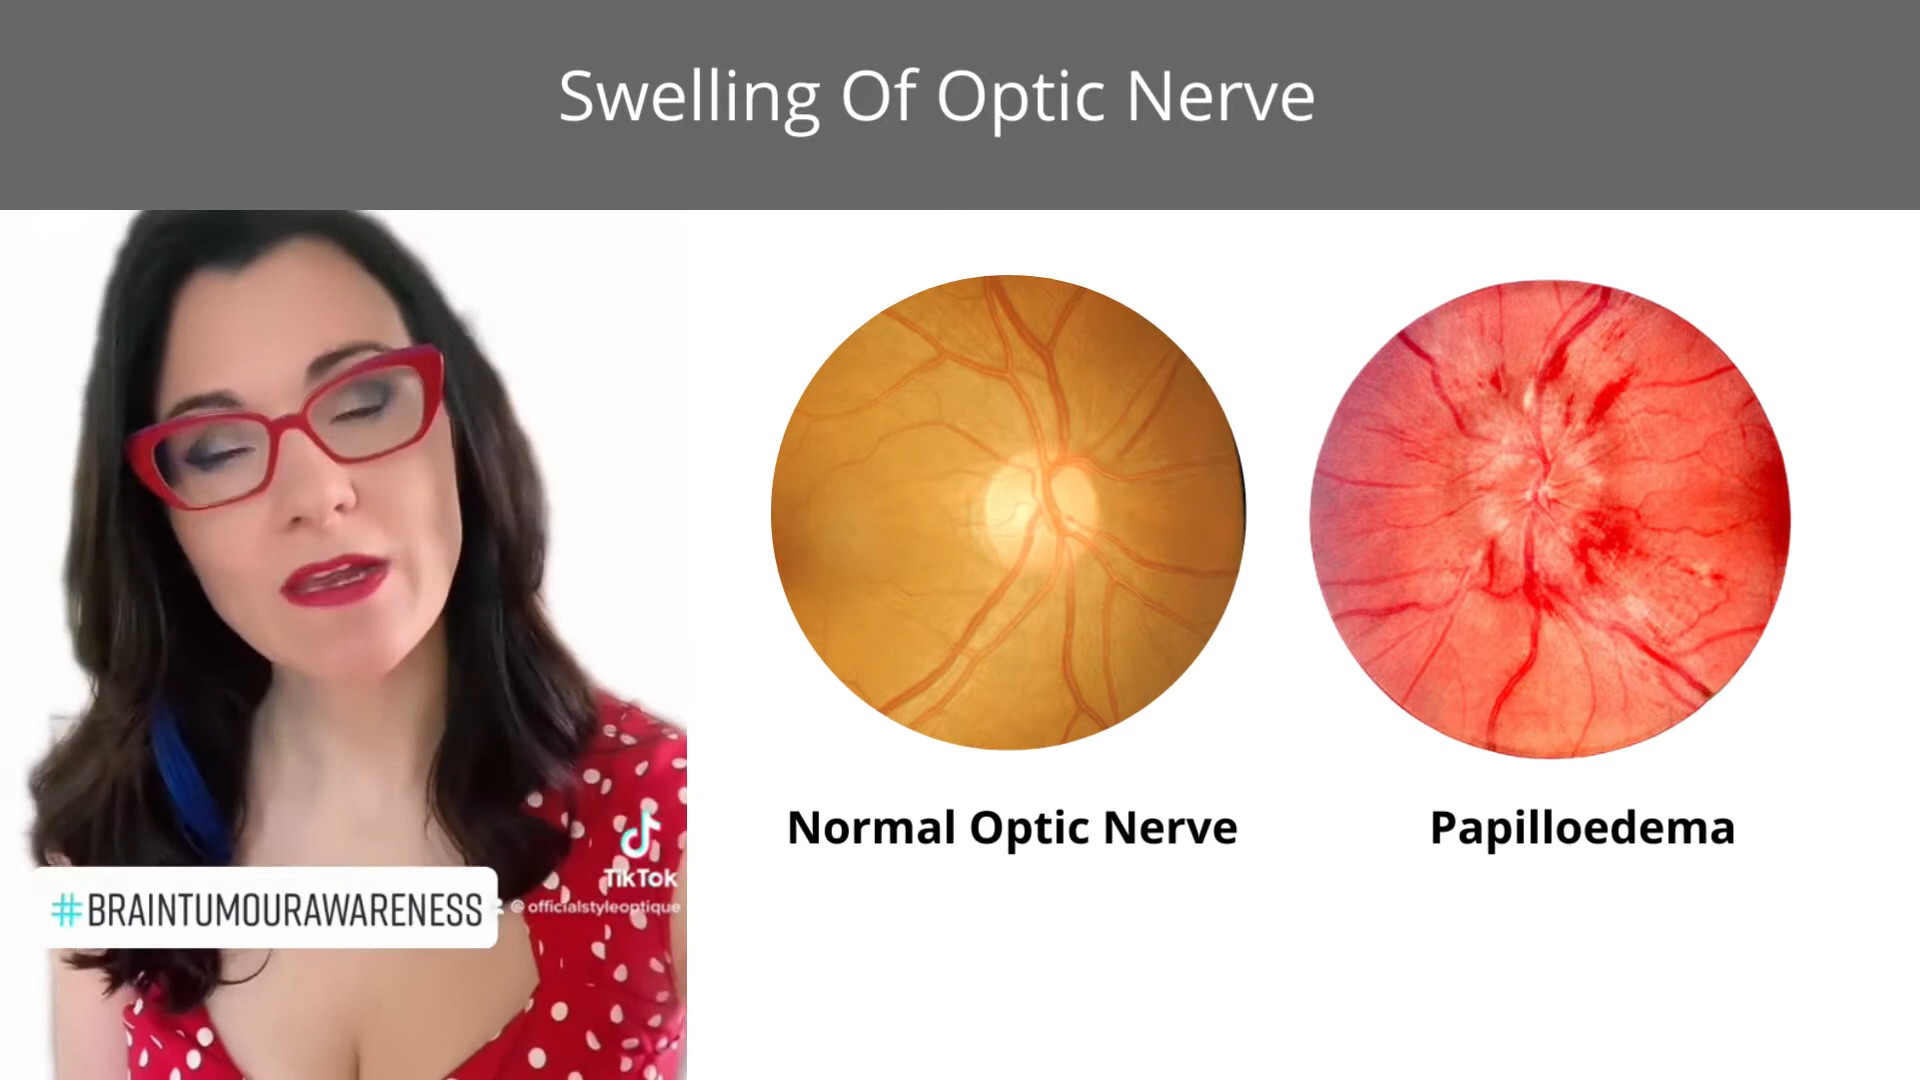 Swelling Of Optic Nerve
Normal Optic Nerve
Papilloedema
#BRAINTUMOURAWARENESS
TikTok
@officialstyleoptique